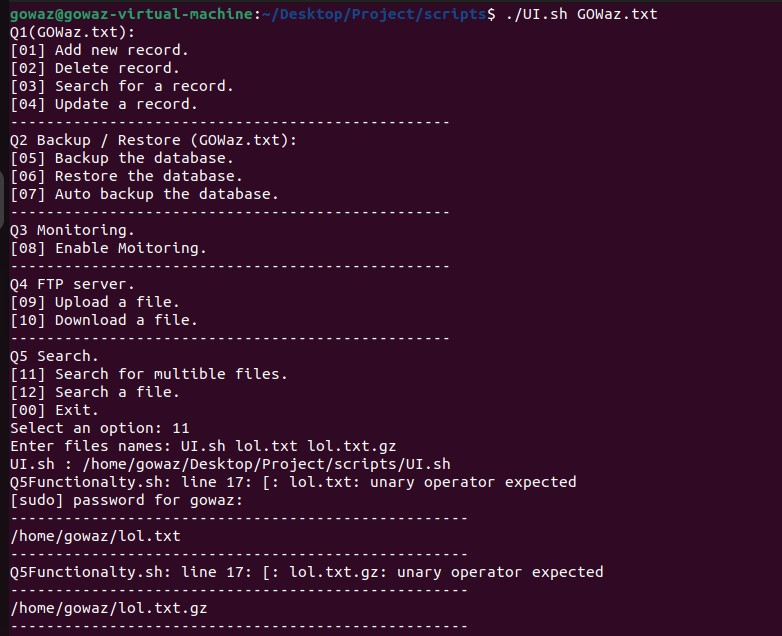 gowaz@gowaz-virtual-machine:~/Desktop/Project/scripts$ ./UI.sh GOWaz.txt
Q1(GOWaz.txt):
[01] Add new record.
[02] Delete record.
[03] Search for a record.
[04] Update a record.
-------------------------------------------------
Q2 Backup / Restore (GOWaz.txt):
[05] Backup the database.
[06] Restore the database.
[07] Auto backup the database.
-------------------------------------------------
Q3 Monitoring.
[08] Enable Moitoring.
-------------------------------------------------
Q4 FTP server.
[09] Upload a file.
[10] Download a file.
-------------------------------------------------
Q5 Search.
[11] Search for multible files.
[12] Search a file.
[00] Exit.
Select an option: 11
Enter files names: UI.sh lol.txt lol.txt.gz
UI.sh : /home/gowaz/Desktop/Project/scripts/UI.sh
Q5Functionalty.sh: line 17: [: lol.txt: unary operator expected
[sudo] password for gowaz:
---------------------------------------------------
/home/gowaz/lol.txt
---------------------------------------------------
Q5Functionalty.sh: line 17: [: lol.txt.gz: unary operator expected
---------------------------------------------------
/home/gowaz/lol.txt.gz
---------------------------------------------------